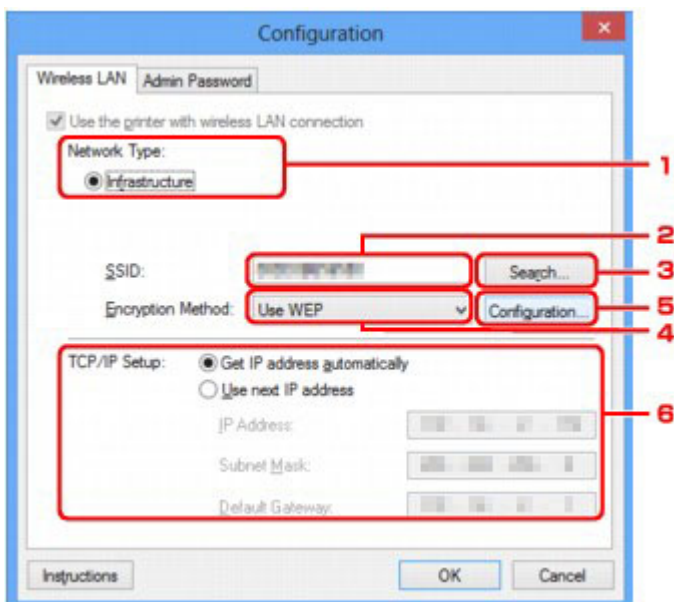 Configuration
Wireless LAN Admin Password
Use the printer with wireless LAN connection
Network Type:
Infrastructure
1
2
SSID: Search... 3
Encryption Method: Use WEP Configuration... 5
4
TCP/IP Setup: Get IP address automatically
Use next IP address
6
IP Address:
Subnet Mask:
Default Gateway:
Instructions OK Cancel